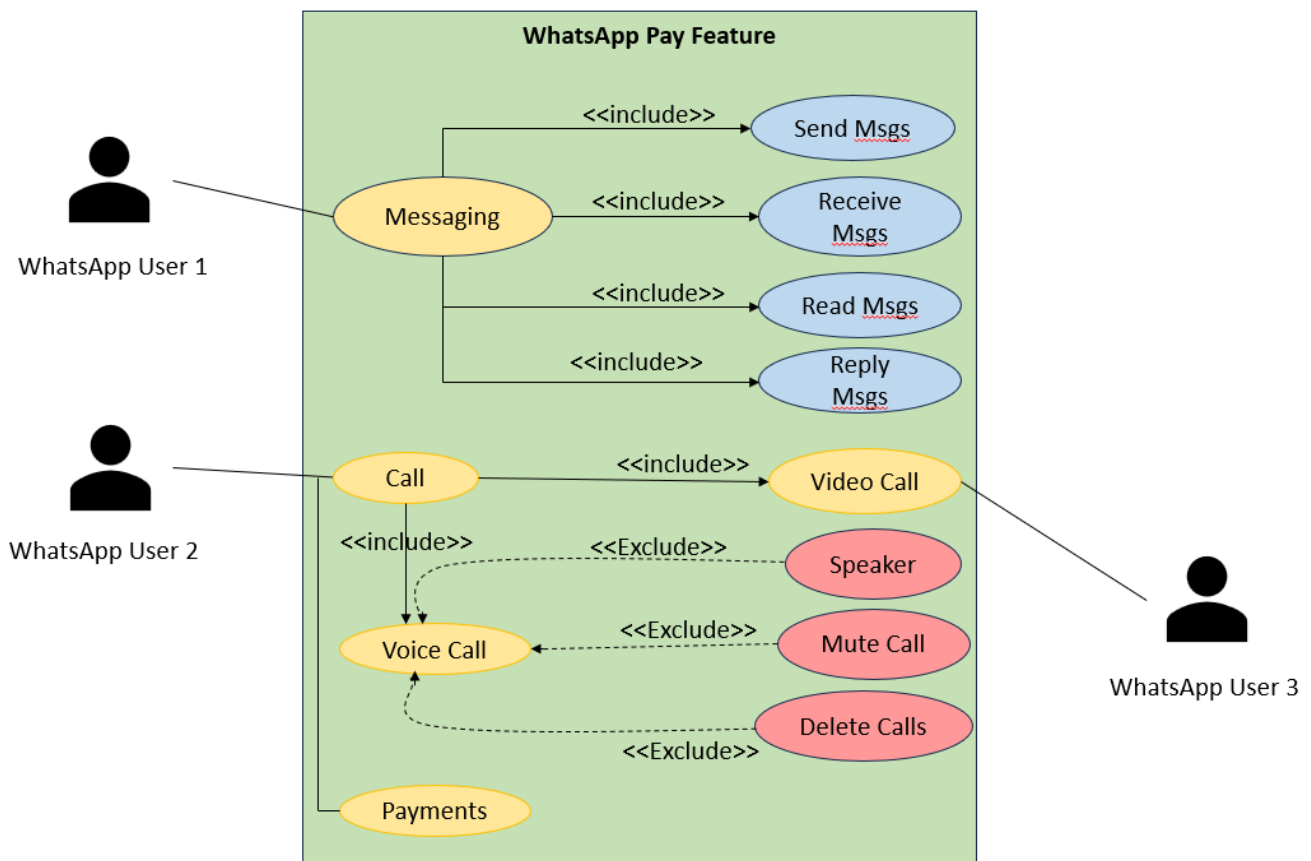 WhatsApp Pay Feature
<<include>>
Send Msgs
WhatsApp User 1
Messaging
<<include>>
Receive
Msgs
<<include>>
Read Msgs
<<include>>
Reply
Msgs
WhatsApp User 2
Call
<<include>>
Video Call
<<include>>
<<Exclude>>
Speaker
Voice Call
<<Exclude>>
Mute Call
WhatsApp User 3
Delete Calls
<<Exclude>>
Payments